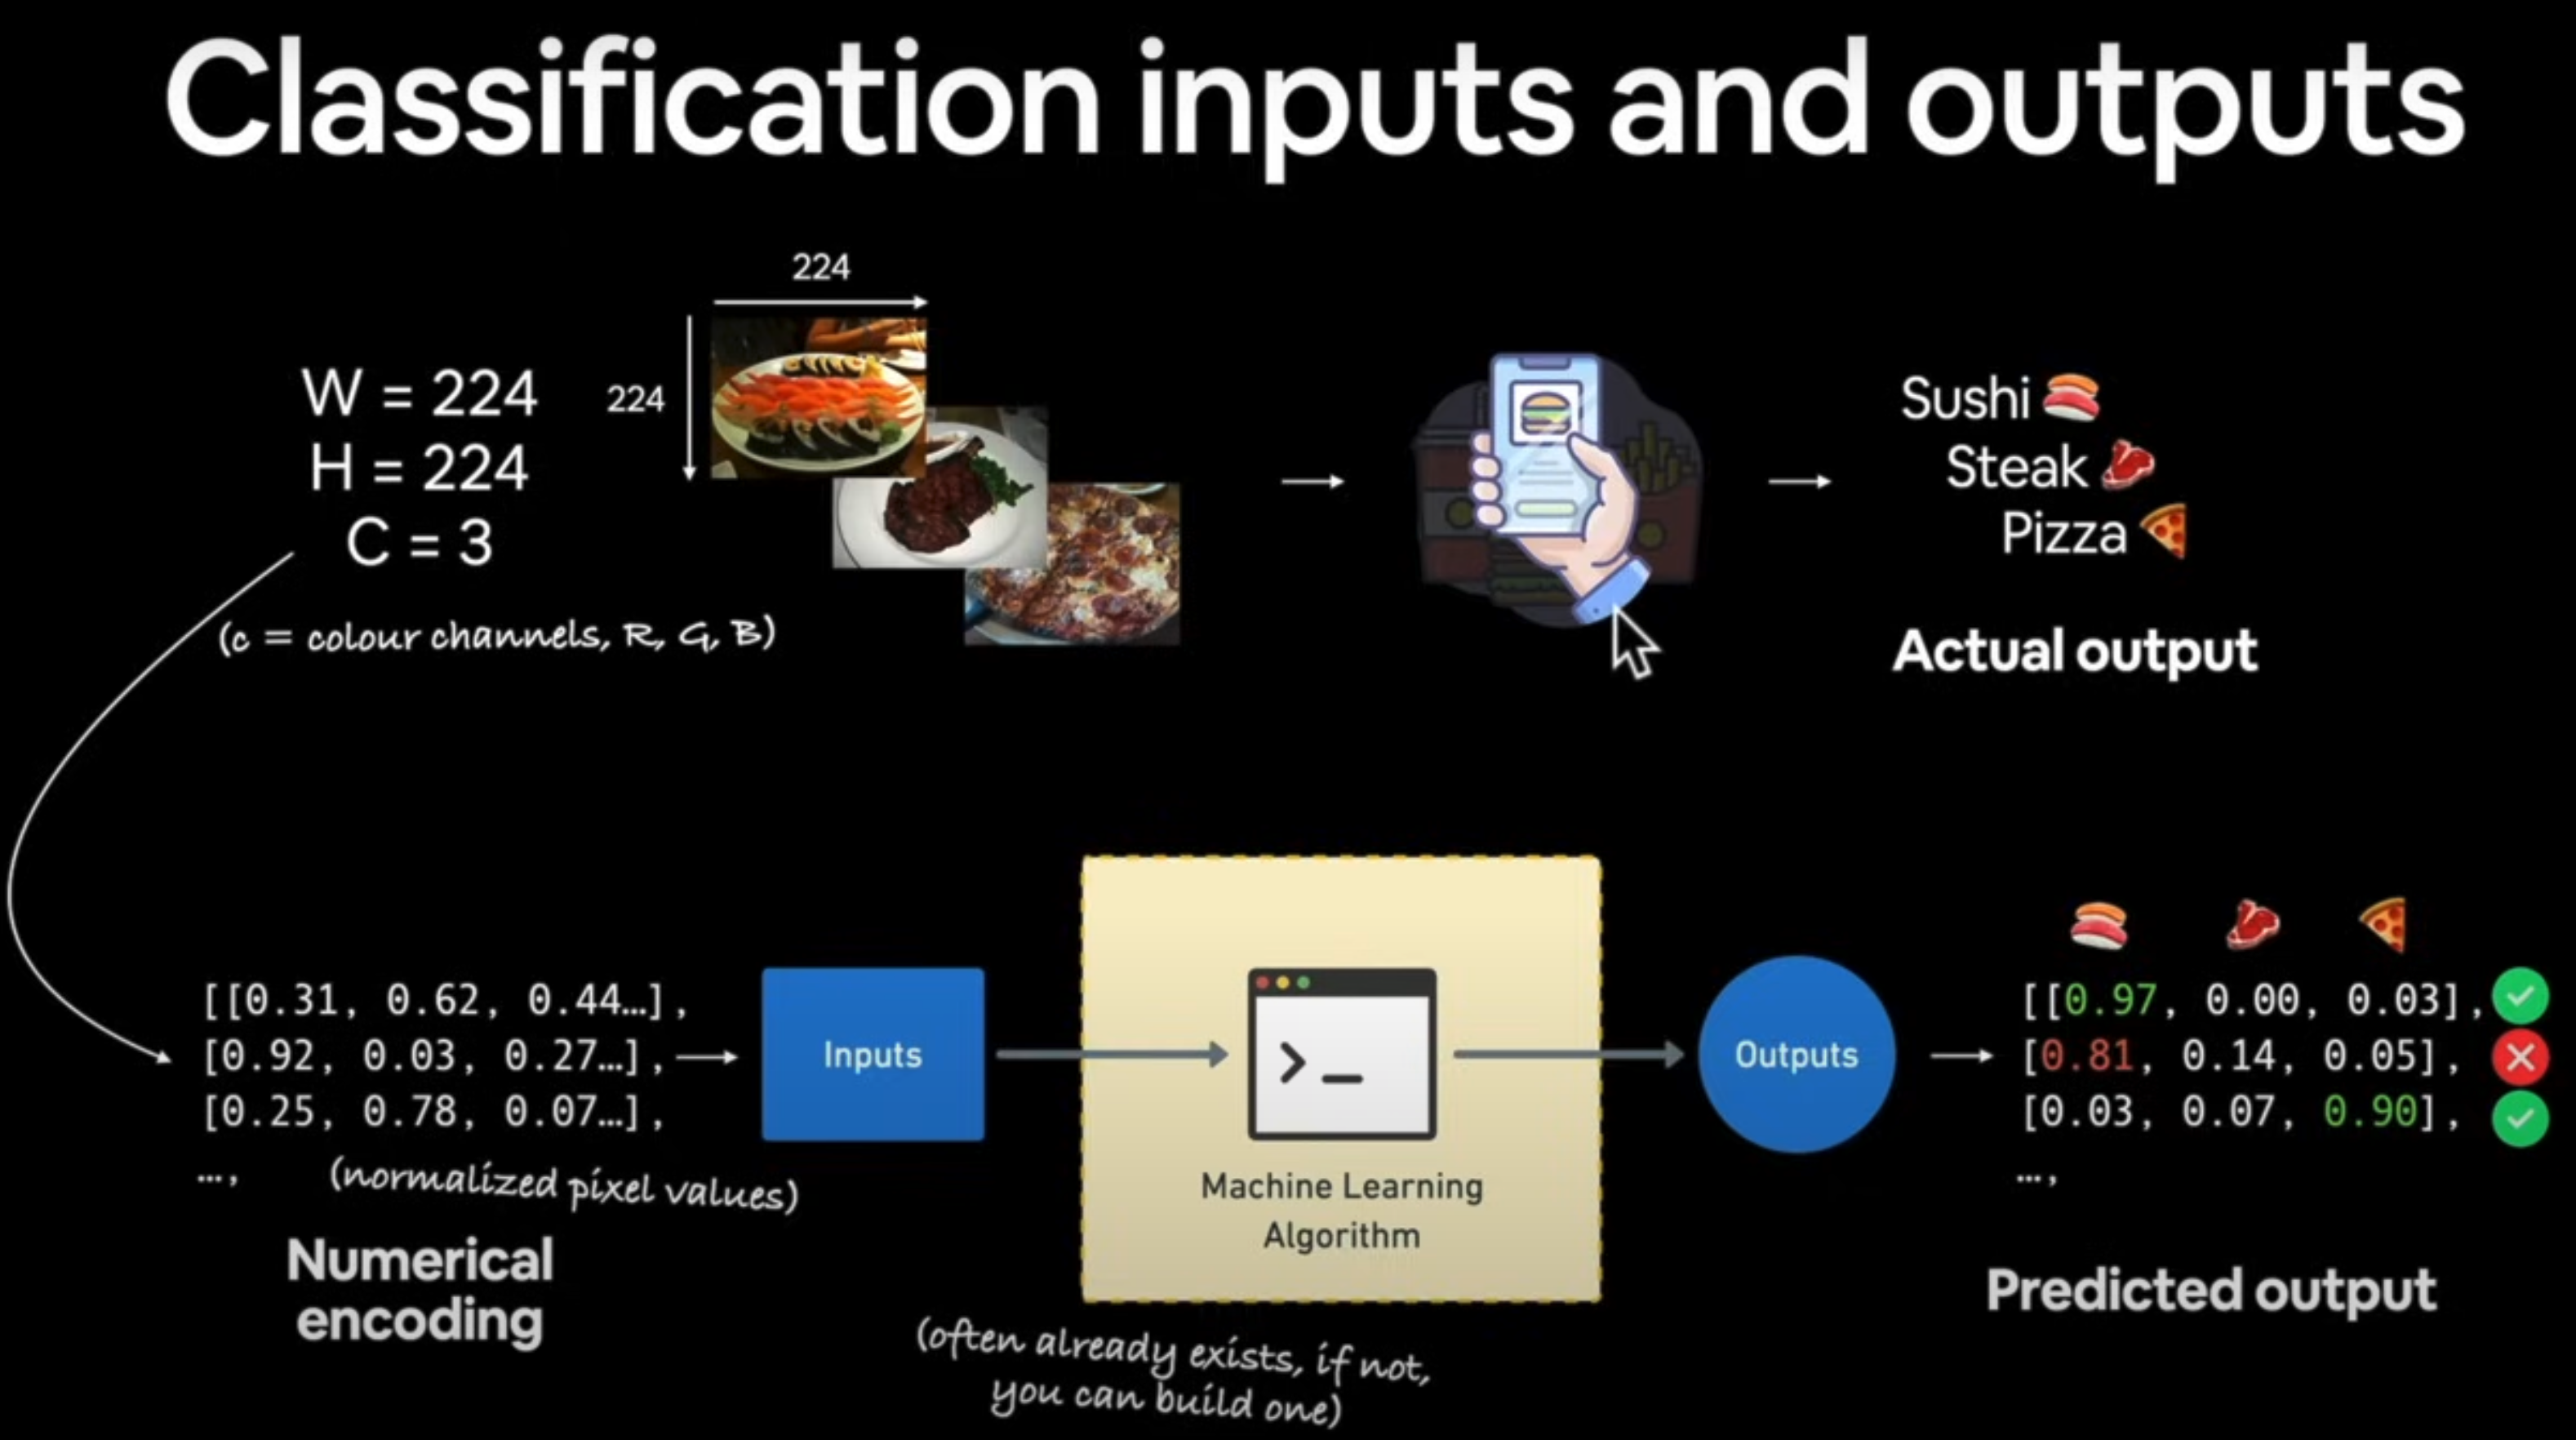 Classification inputs and outputs
224
224
W = 224
H = 224
C = 3
(c = colour channels, R, G, B)
Sushi
Steak
Pizza
Actual output
[[0.31, 0.62, 0.44…],
[0.92, 0.03, 0.27…],
[0.25, 0.78, 0.07…],
…,
(normalized pixel values)
Numerical
encoding
Inputs
Machine Learning
Algorithm
(often already exists, if not,
you can build one)
Outputs
[[0.97, 0.00, 0.03],
[0.81, 0.14, 0.05],
[0.03, 0.07, 0.90],
…,
Predicted output